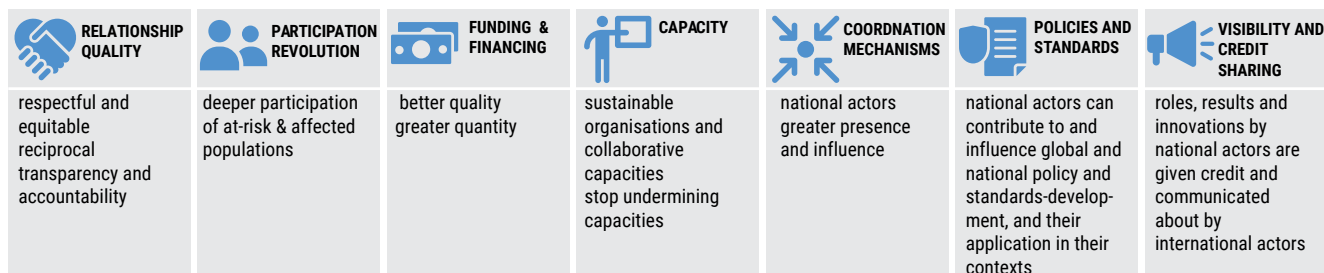 RELATIONSHIP
QUALITY
respectful and
equitable
reciprocal
transparency and
accountability
PARTICIPATION
REVOLUTION
deeper participation
of at-risk & affected
populations
FUNDING &
FINANCING
better quality
greater quantity
CAPACITY
sustainable
organisations and
collaborative
capacities
stop undermining
capacities
COORDNATION
MECHANISMS
national actors
greater presence
and influence
POLICIES AND
STANDARDS
national actors can
contribute to and
influence global and
national policy and
standards-develop-
ment, and their
application in their
contexts
VISIBILITY AND
CREDIT
SHARING
roles, results and
innovations by
national actors are
given credit and
communicated
about by
international actors